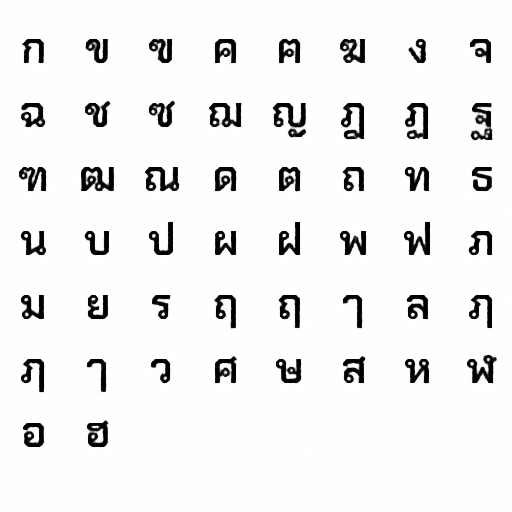 ก ข ฃ ค ฅ ฆ ง จ
ฉ ช ซ ฌ ญ ฎ ฏ ฐ
ฑ ฒ ณ ด ต ถ ท ธ
น บ ป ผ ฝ พ ฟ ภ
ม ย ร ฤ ฤ ๅ ล ฦ
ฦ ๅ ว ศ ษ ส ห ฬ
อ ฮ